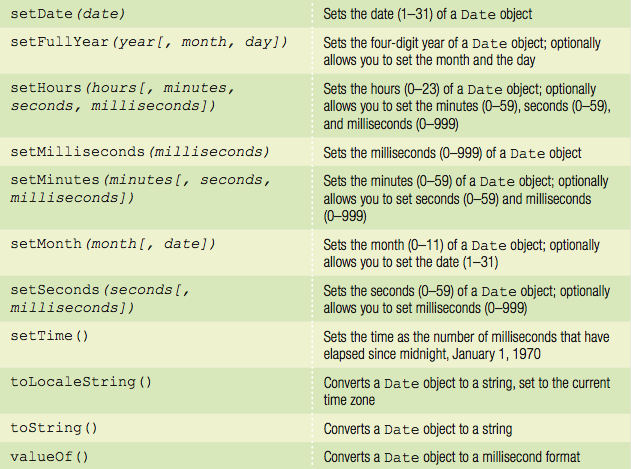 setDate(date)
Sets the date (1–31) of a Date object
setFullYear(year[, month, day])
Sets the four-digit year of a Date object; optionally
allows you to set the month and the day
setHours(hours[, minutes,
seconds, milliseconds])
Sets the hours (0–23) of a Date object; optionally
allows you to set the minutes (0–59), seconds (0–59),
and milliseconds (0–999)
setMilliseconds(milliseconds)
Sets the milliseconds (0–999) of a Date object
setMinutes(minutes[, seconds,
milliseconds])
Sets the minutes (0–59) of a Date object; optionally
allows you to set seconds (0–59) and milliseconds
(0–999)
setMonth(month[, date])
Sets the month (0–11) of a Date object; optionally
allows you to set the date (1–31)
setSeconds(seconds[,
milliseconds])
Sets the seconds (0–59) of a Date object; optionally
allows you to set milliseconds (0–999)
setTime()
Sets the time as the number of milliseconds that have
elapsed since midnight, January 1, 1970
toLocaleString()
Converts a Date object to a string, set to the current
time zone
toString()
Converts a Date object to a string
valueOf()
Converts a Date object to a millisecond format